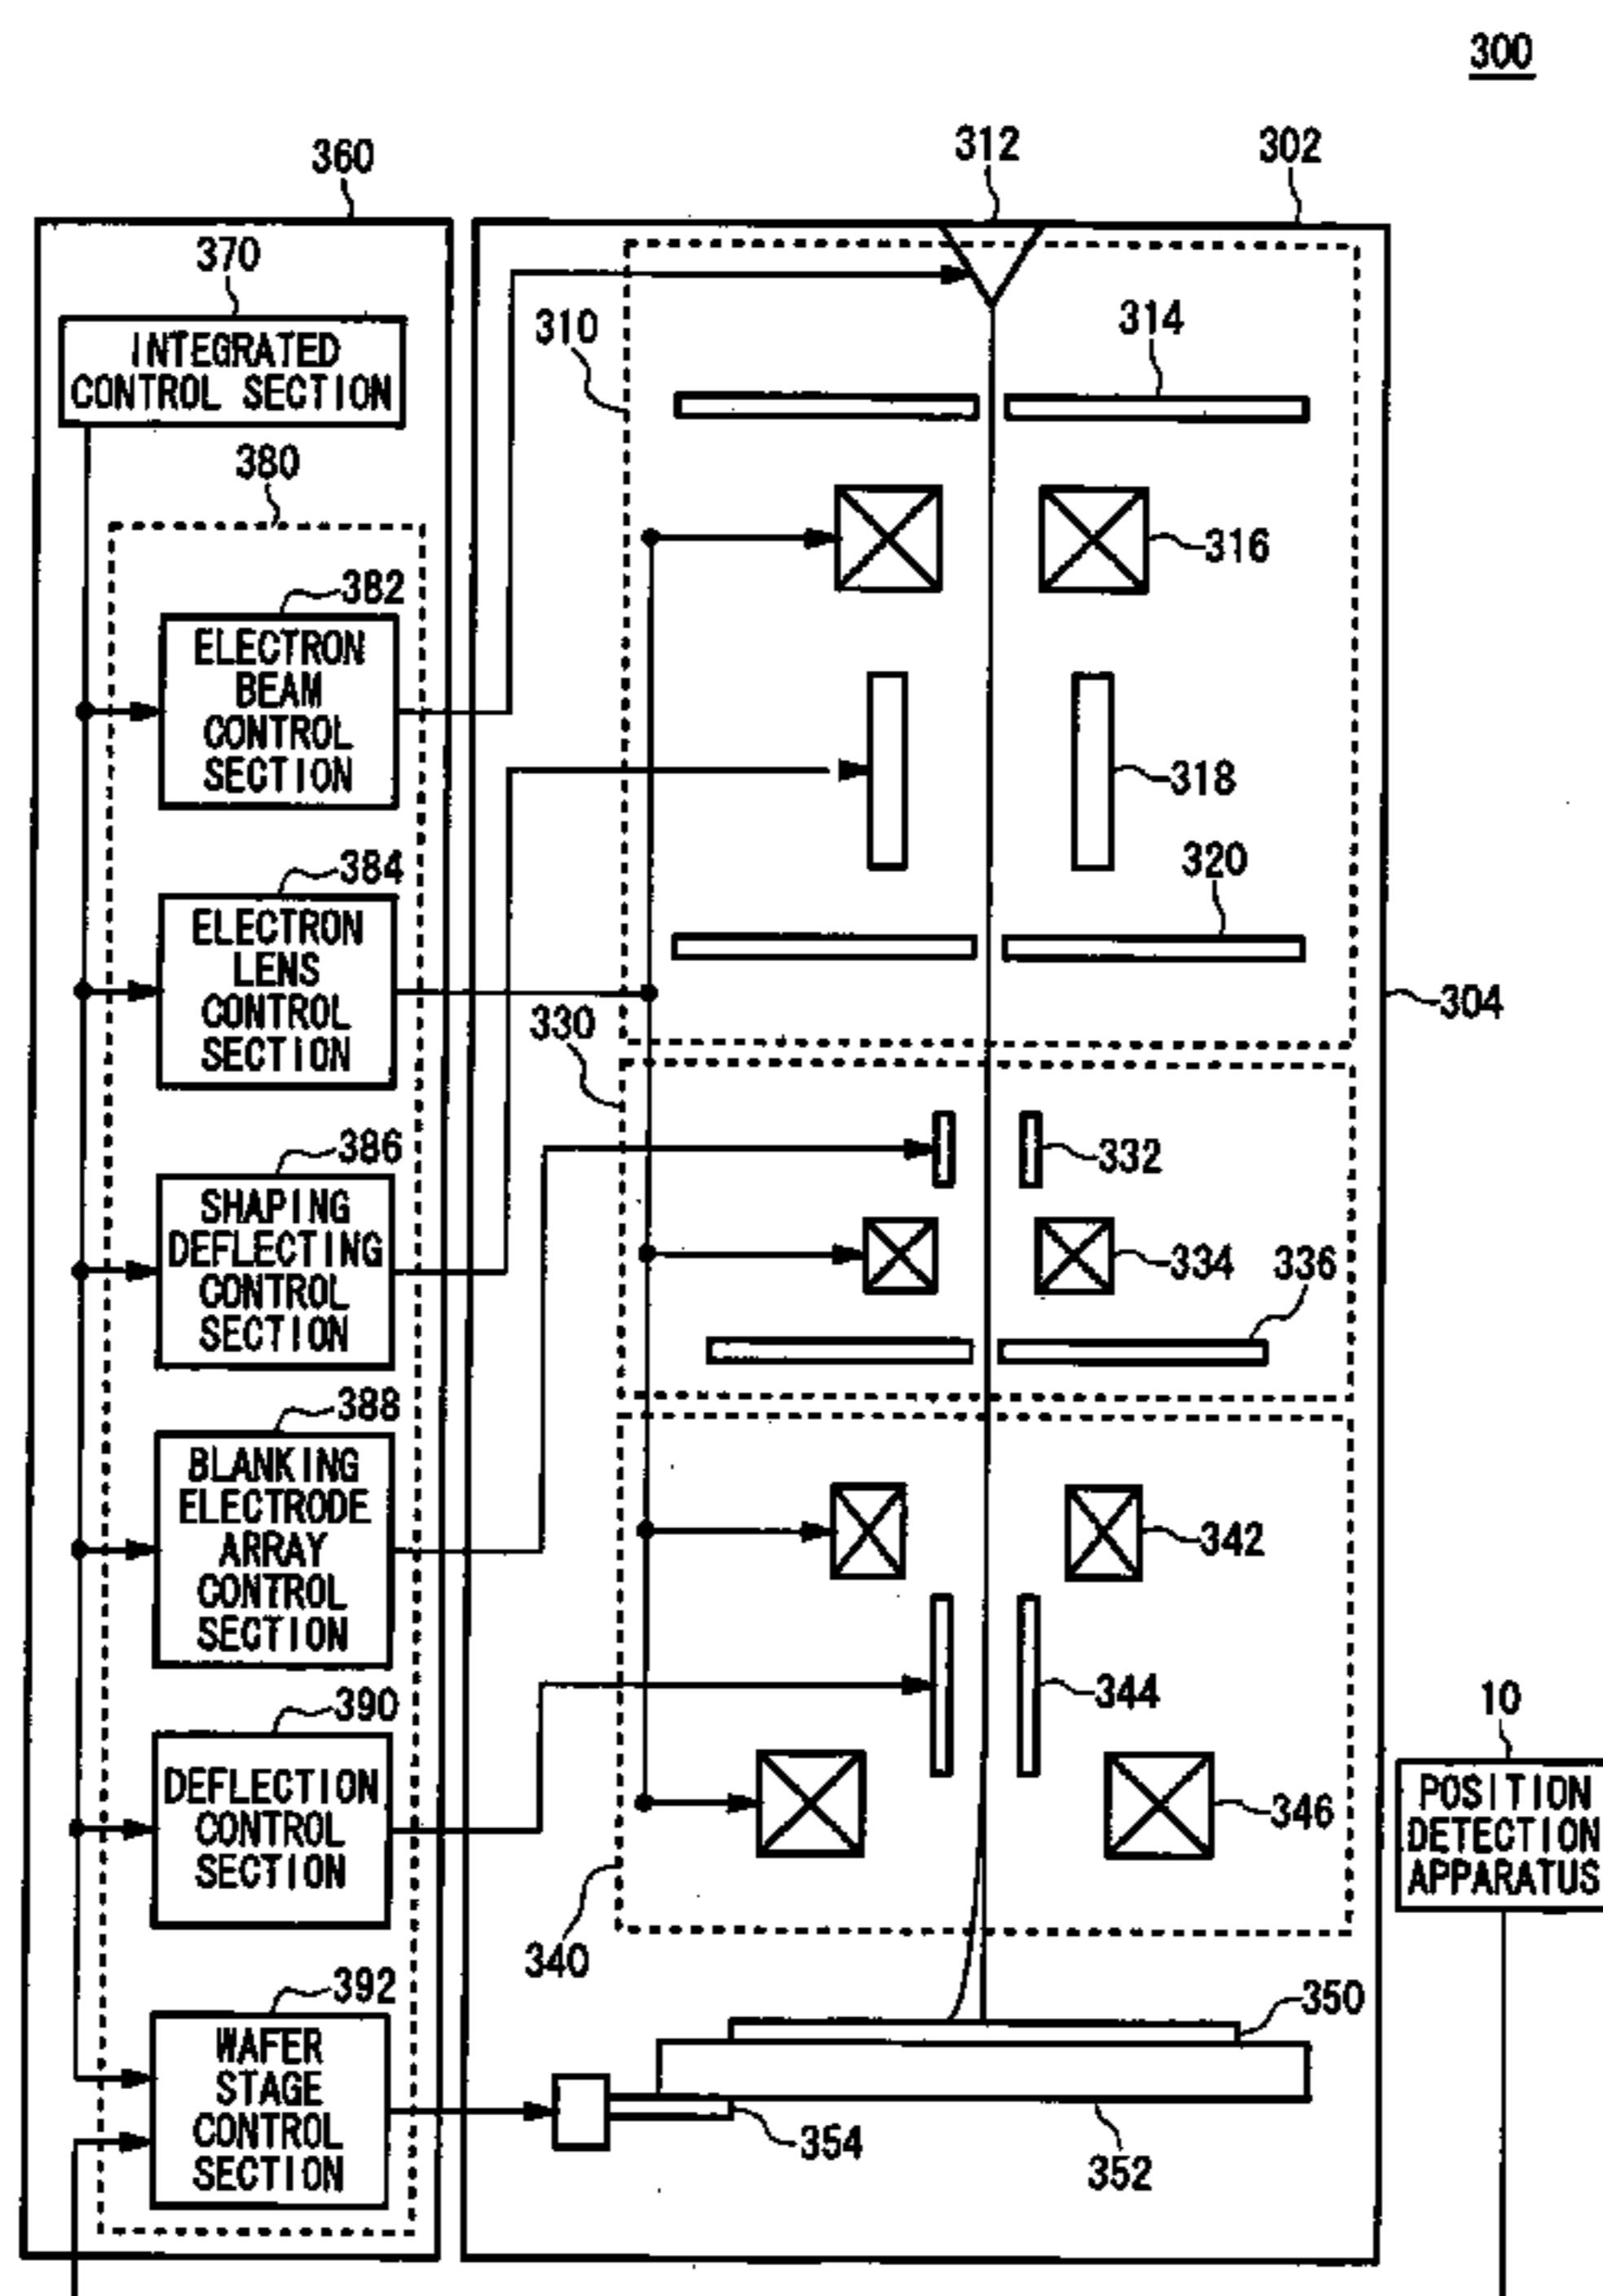 300
360
312
302
370
INTEGRATED
CONTROL SECTION
310
314
380
316
382
ELECTRON
BEAM
CONTROL
SECTION
318
320
384
ELECTRON
LENS
CONTROL
SECTION
304
330
386
SHAPING
DEFLECTING
CONTROL
SECTION
332
334
336
388
BLANKING
ELECTRODE
ARRAY
CONTROL
SECTION
342
344
390
DEFLECTION
CONTROL
SECTION
346
10
POSITION
DETECTION
APPARATUS
340
392
WAFER
STAGE
CONTROL
SECTION
350
354
352